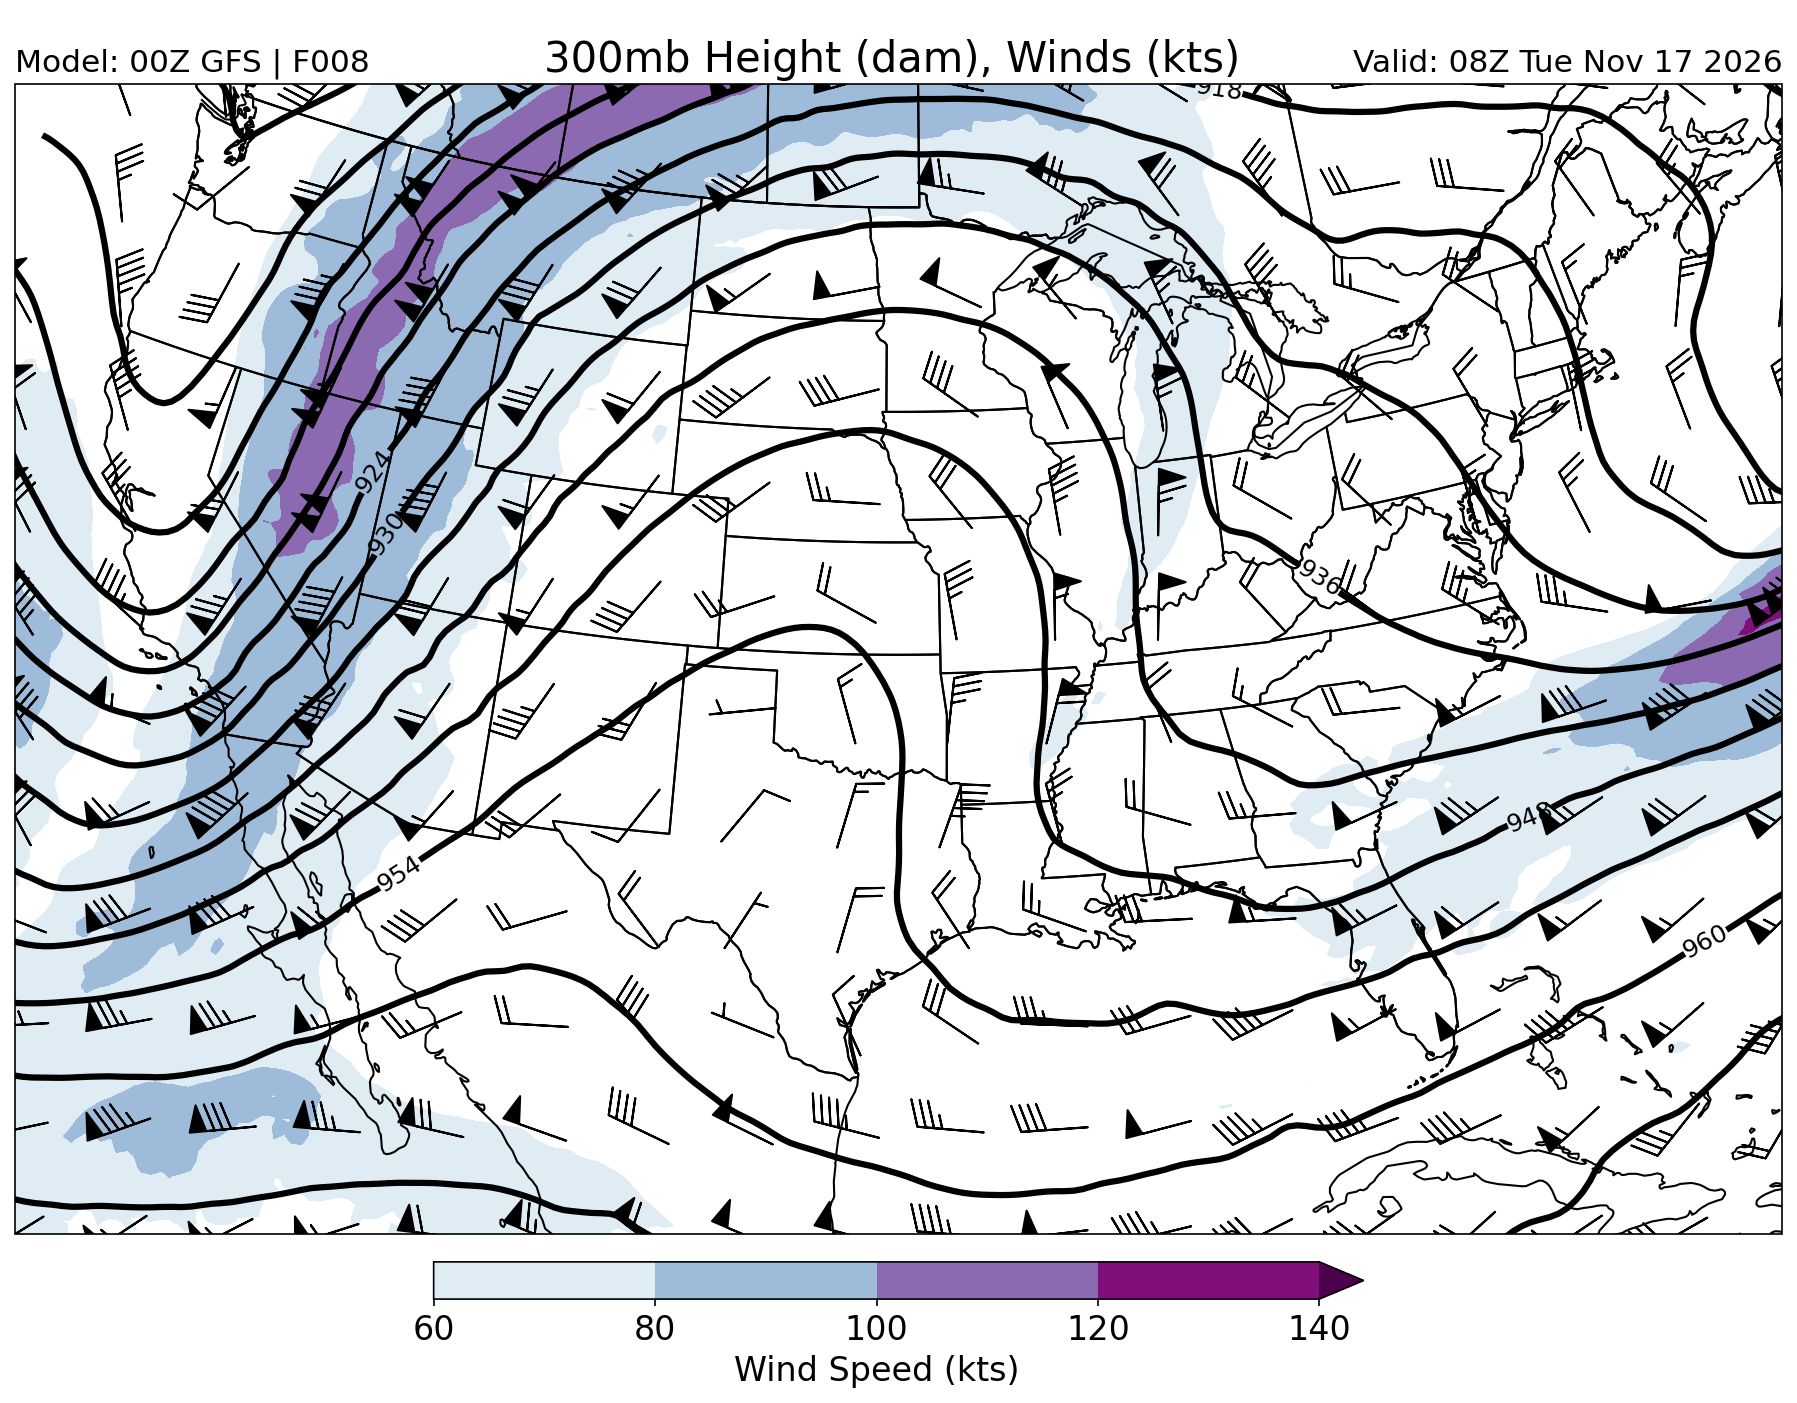 Model: 00Z GFS | F008
300mb Height (dam), Winds (kts)
Valid: 08Z Tue Nov 17 2026
918
924
930
936
948
954
960
60 80 100 120 140
Wind Speed (kts)